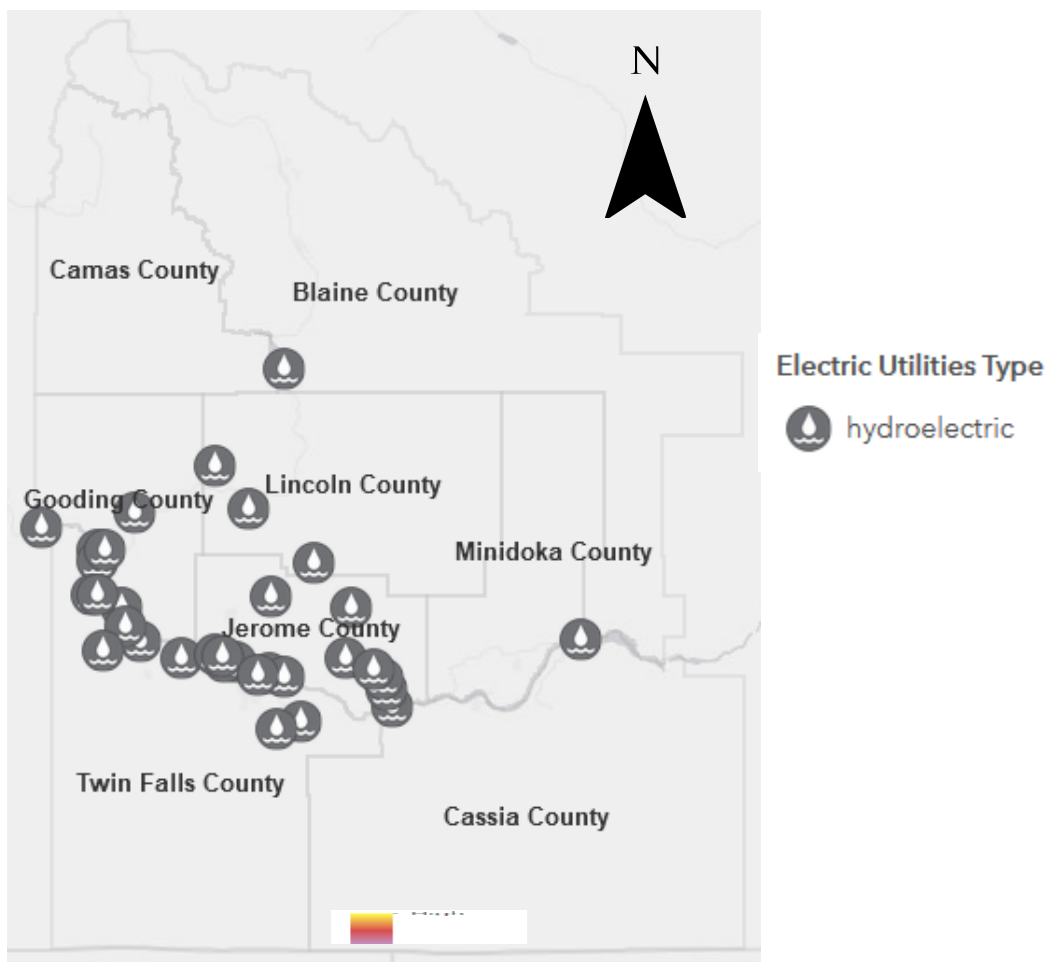 N
Camas County
Blaine County
Electric Utilities Type
hydroelectric
Lincoln County
Gooding County
Minidoka County
Jerome County
Twin Falls County
Cassia County